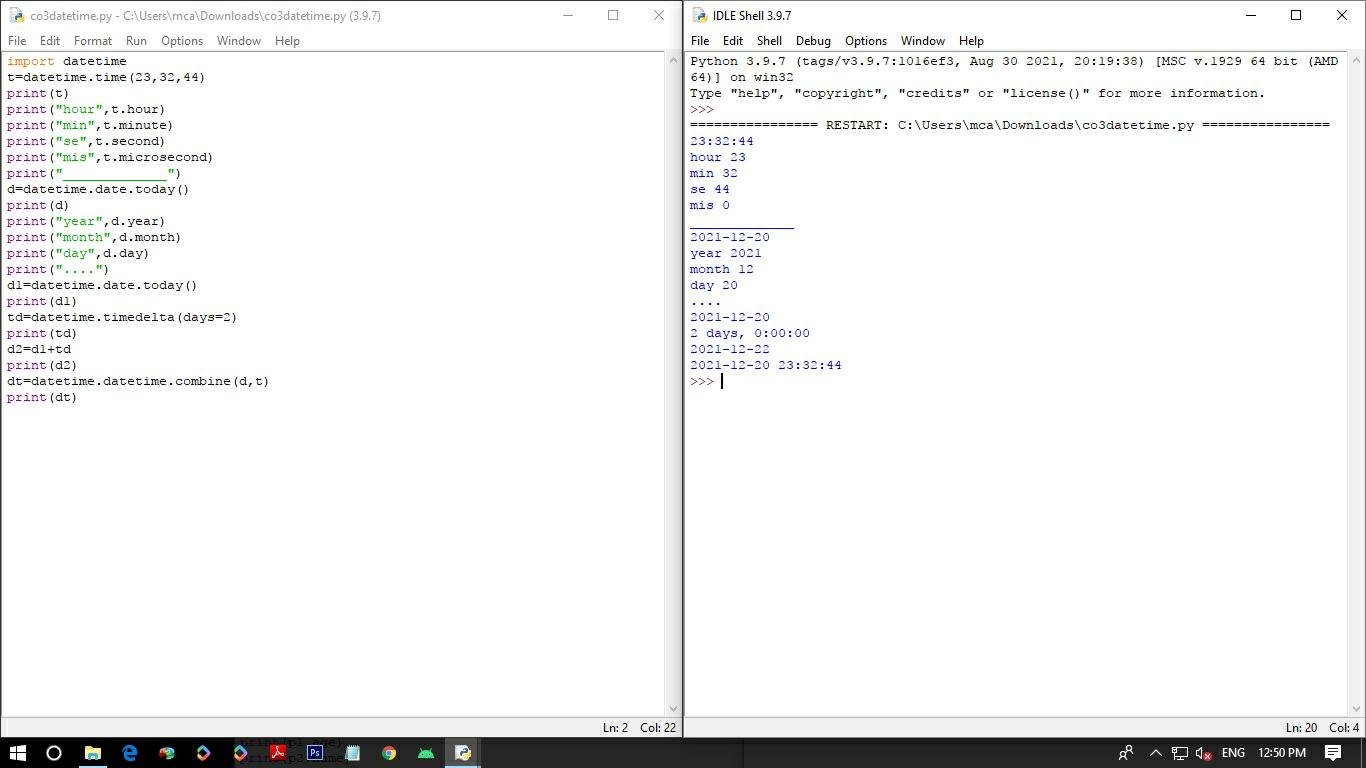 co3datetime.py - C:\Users\mca\Downloads\co3datetime.py (3.9.7)
File Edit Format Run Options Window Help
import datetime
t=datetime.time(23,32,44)
print(t)
print("hour",t.hour)
print("min",t.minute)
print("se",t.second)
print("mis",t.microsecond)
print("_____________")
d=datetime.date.today()
print(d)
print("year",d.year)
print("month",d.month)
print("day",d.day)
print("....")
d1=datetime.date.today()
print(d1)
td=datetime.timedelta(days=2)
print(td)
d2=d1+td
print(d2)
dt=datetime.datetime.combine(d,t)
print(dt)
Ln: 2 Col: 22
IDLE Shell 3.9.7
File Edit Shell Debug Options Window Help
Python 3.9.7 (tags/v3.9.7:1016ef3, Aug 30 2021, 20:19:38) [MSC v.1929 64 bit (AMD
64)] on win32
Type "help", "copyright", "credits" or "license()" for more information.
>>>
================ RESTART: C:\Users\mca\Downloads\co3datetime.py ================
23:32:44
hour 23
min 32
se 44
mis 0
_____________
2021-12-20
year 2021
month 12
day 20
....
2021-12-20
2 days, 0:00:00
2021-12-22
2021-12-20 23:32:44
>>>
Ln: 20 Col: 4
Ps
ENG 12:50 PM